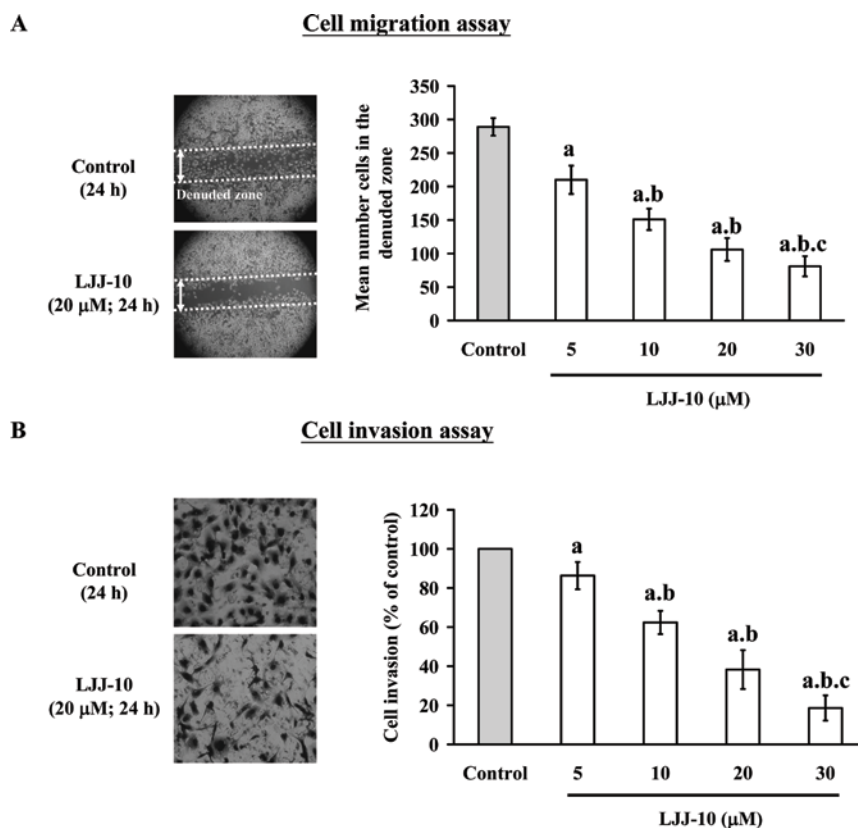 A
Cell migration assay
Control
(24 h)
Denuded zone
LJJ-10
(20 μM; 24 h)
Mean number cells in the
denuded zone
350
300
250
200
150
100
50
0
a
a.b
a.b
a.b.c
Control
5
10
20
30
LJJ-10 (μM)
B
Cell invasion assay
Control
(24 h)
LJJ-10
(20 μM; 24 h)
Cell invasion (% of control)
120
100
80
60
40
20
0
a
a.b
a.b
a.b.c
Control
5
10
20
30
LJJ-10 (μM)